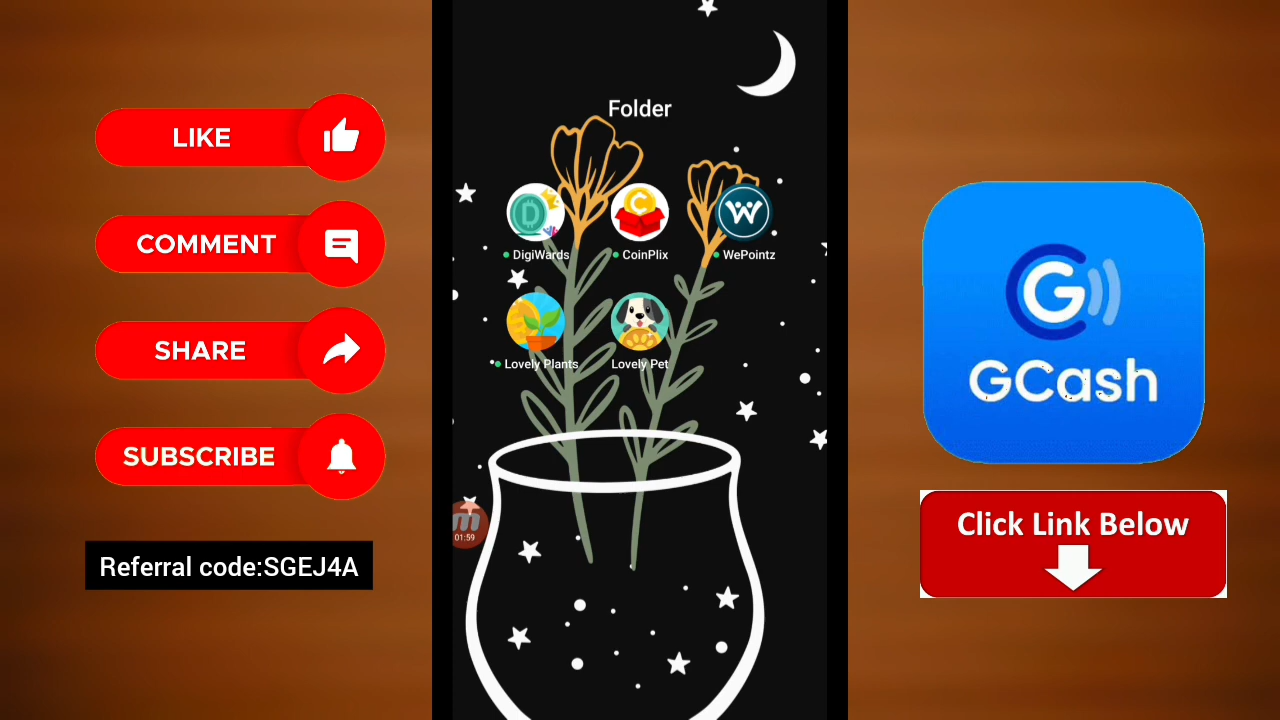 LIKE
COMMENT
SHARE
SUBSCRIBE
Referral code:SGEJ4A
Folder
DigiWards
CoinPlix
WePointz
Lovely Plants
Lovely Pet
01:59
GCash
Click Link Below